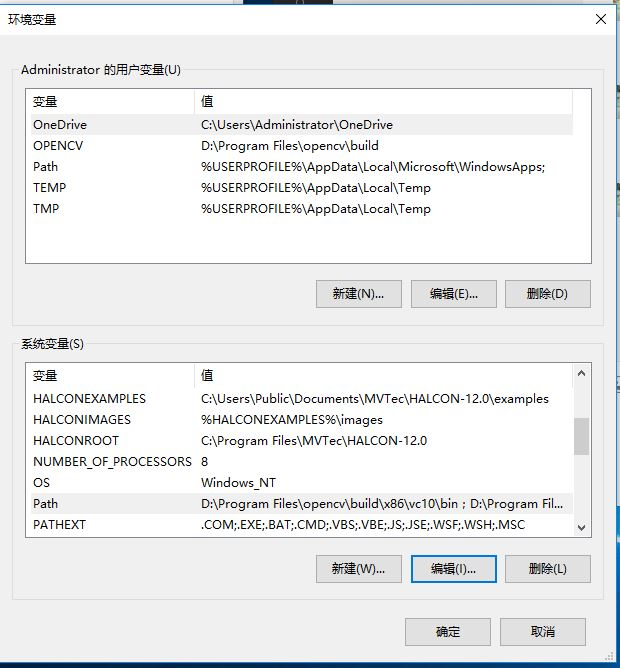 环境变量
Administrator 的用户变量(U)
变量 值
OneDrive C:\Users\Administrator\OneDrive
OPENCV D:\Program Files\opencv\build
Path %USERPROFILE%\AppData\Local\Microsoft\WindowsApps;
TEMP %USERPROFILE%\AppData\Local\Temp
TMP %USERPROFILE%\AppData\Local\Temp
新建(N)... 编辑(E)... 删除(D)
系统变量(S)
变量 值
HALCONEXAMPLES C:\Users\Public\Documents\MVTec\HALCON-12.0\examples
HALCONIMAGES %HALCONEXAMPLES%\images
HALCONROOT C:\Program Files\MVTec\HALCON-12.0
NUMBER_OF_PROCESSORS 8
OS Windows_NT
Path D:\Program Files\opencv\build\x86\vc10\bin ; D:\Program Fil...
PATHEXT .COM;.EXE;.BAT;.CMD;.VBS;.VBE;.JS;.JSE;.WSF;.WSH;.MSC
新建(W)... 编辑(I)... 删除(L)
确定 取消